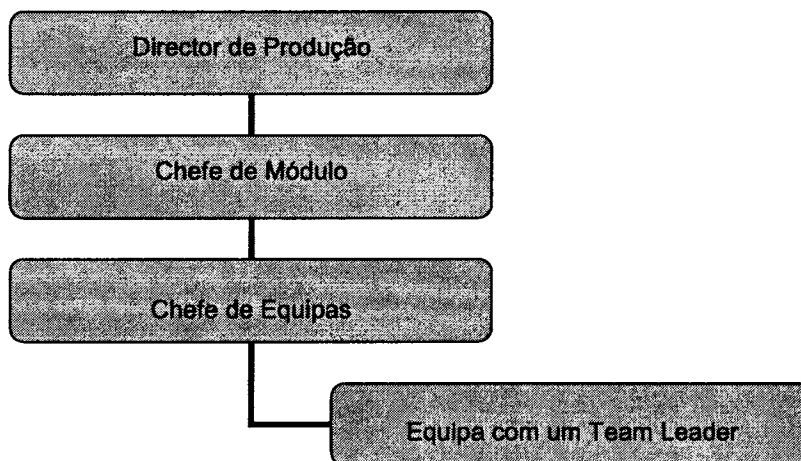 Director de Produção
Chefe de Módulo
Chefe de Equipas
Equipa com um Team Leader